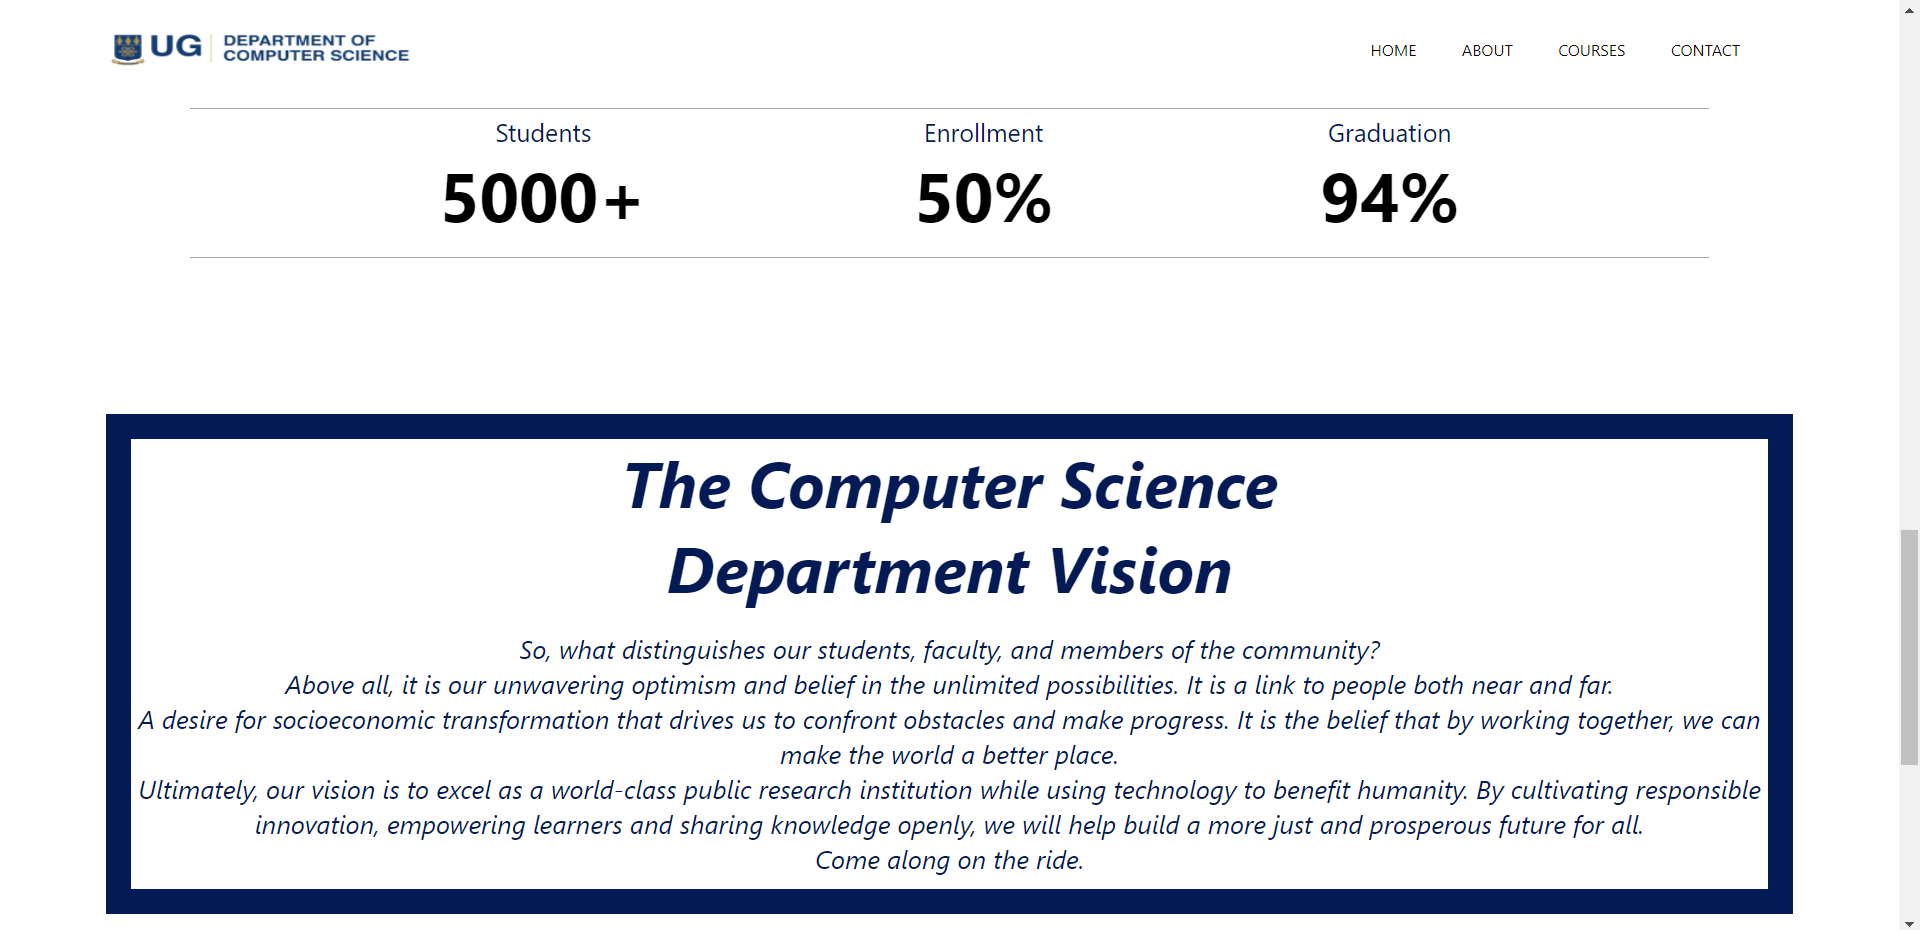 UG DEPARTMENT OF
COMPUTER SCIENCE
HOME ABOUT COURSES CONTACT
Students Enrollment Graduation
5000+ 50% 94%
The Computer Science
Department Vision
So, what distinguishes our students, faculty, and members of the community?
Above all, it is our unwavering optimism and belief in the unlimited possibilities. It is a link to people both near and far.
A desire for socioeconomic transformation that drives us to confront obstacles and make progress. It is the belief that by working together, we can
make the world a better place.
Ultimately, our vision is to excel as a world-class public research institution while using technology to benefit humanity. By cultivating responsible
innovation, empowering learners and sharing knowledge openly, we will help build a more just and prosperous future for all.
Come along on the ride.